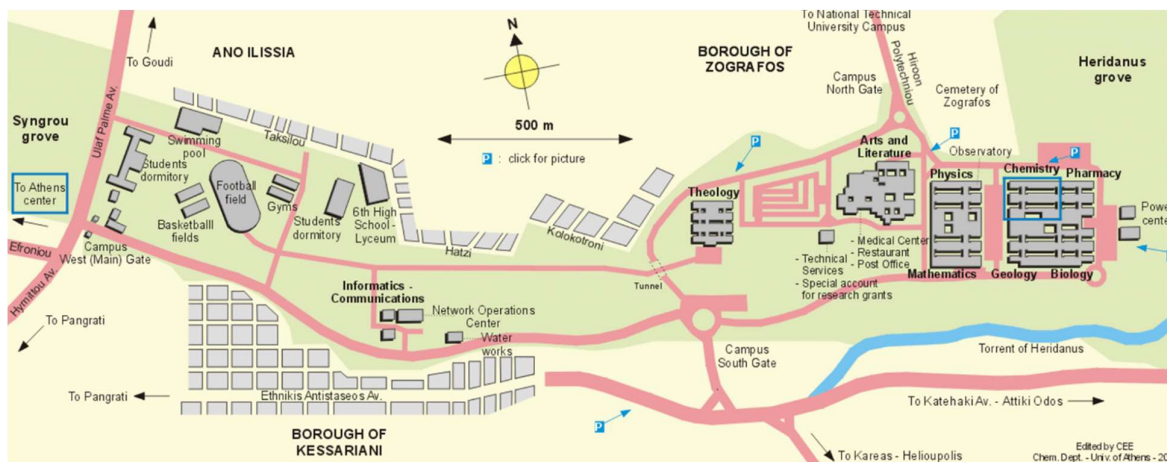 To National Technical
University Campus
ANO ILISSIA
N
BOROUGH OF
ZOGRAFOS
Hiroon
Polytechniou
Heridanus
grove
To Goudi
Campus
North Gate
Cemetery of
Zografos
Syngrou
grove
Ulaf Palme Av.
Swimming
pool
Taksilou
500 m
P : click for picture
P
P
P
Arts and
Literature
Observatory
Students
dormitory
Physics
Chemistry
Pharmacy
To Athens
center
Football
field
Gyms
Theology
Basketball
fields
Students
dormitory
6th High
School -
Lyceum
Hatzi
Kolokotroni
Efroniou
Campus
West (Main) Gate
- Medical Center
- Restaurant
- Post Office
- Technical
Services
- Special account
for research grants
Mathematics
Geology
Biology
Hymittou Av.
Tunnel
Informatics -
Communications
Network Operations
Center
Water
works
To Pangrati
Campus
South Gate
Torrent of Heridanus
To Pangrati
Ethnikis Antistaseos Av.
To Katehaki Av. - Attiki Odos
P
BOROUGH OF
KESSARIANI
To Kareas - Helioupolis
Edited by CEE
Chem. Dept. - Univ. of Athens - 20